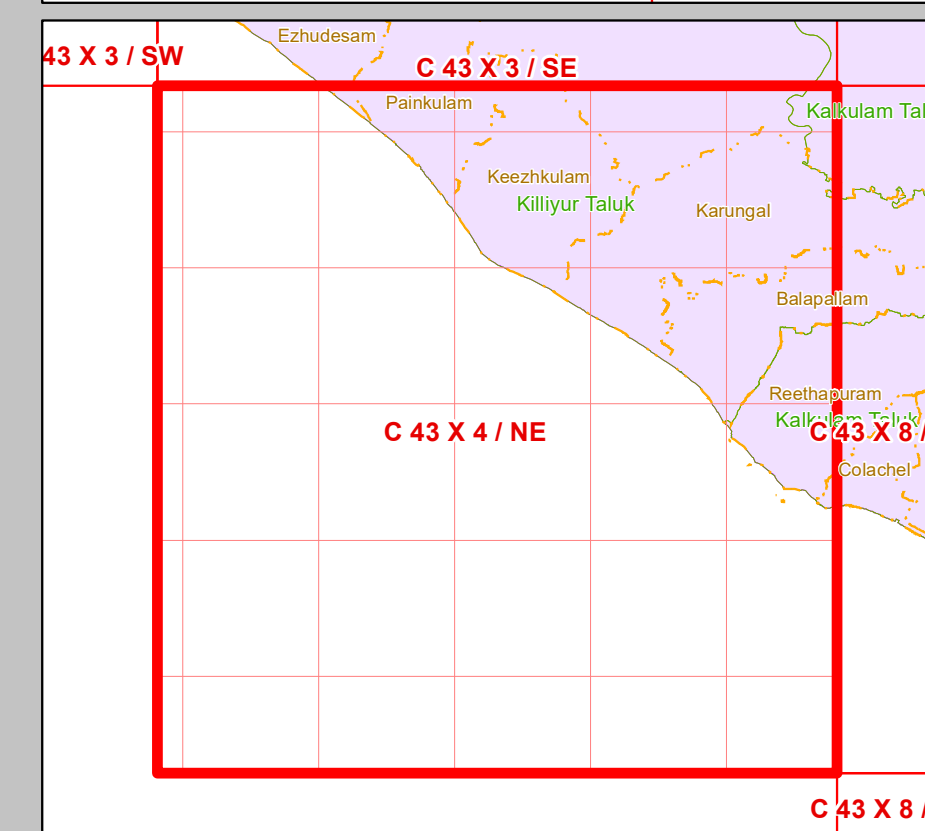 Ezhudesam
43 X 3 / SW
C 43 X 3 / SE
Painkulam
Kalkulam Tal
Keezhkulam
Killiyur Taluk
Karungal
Balapallam
Reethapuram
Kalkulam Taluk
C 43 X 4 / NE
C 43 X 8 /
Colachel
C 43 X 8 /